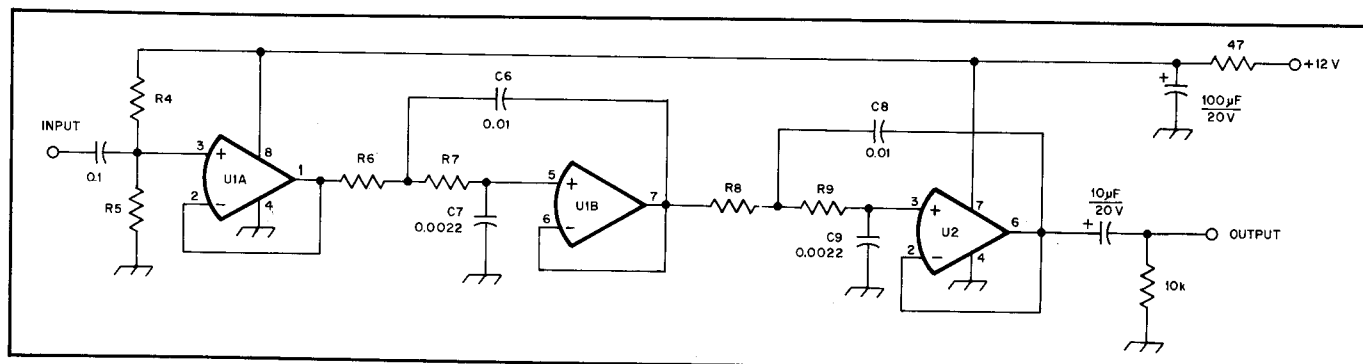 47
+12 V
+
100µF
20V
C6
0.01
C8
0.01
R4
INPUT
0.1
R5
3
+
8
U1A
1
2
−
4
R6
R7
C7
0.0022
5
+
U1B
7
6
−
R8
R9
C9
0.0022
3
+
7
U2
6
2
−
4
10µF
20V
+
OUTPUT
10k